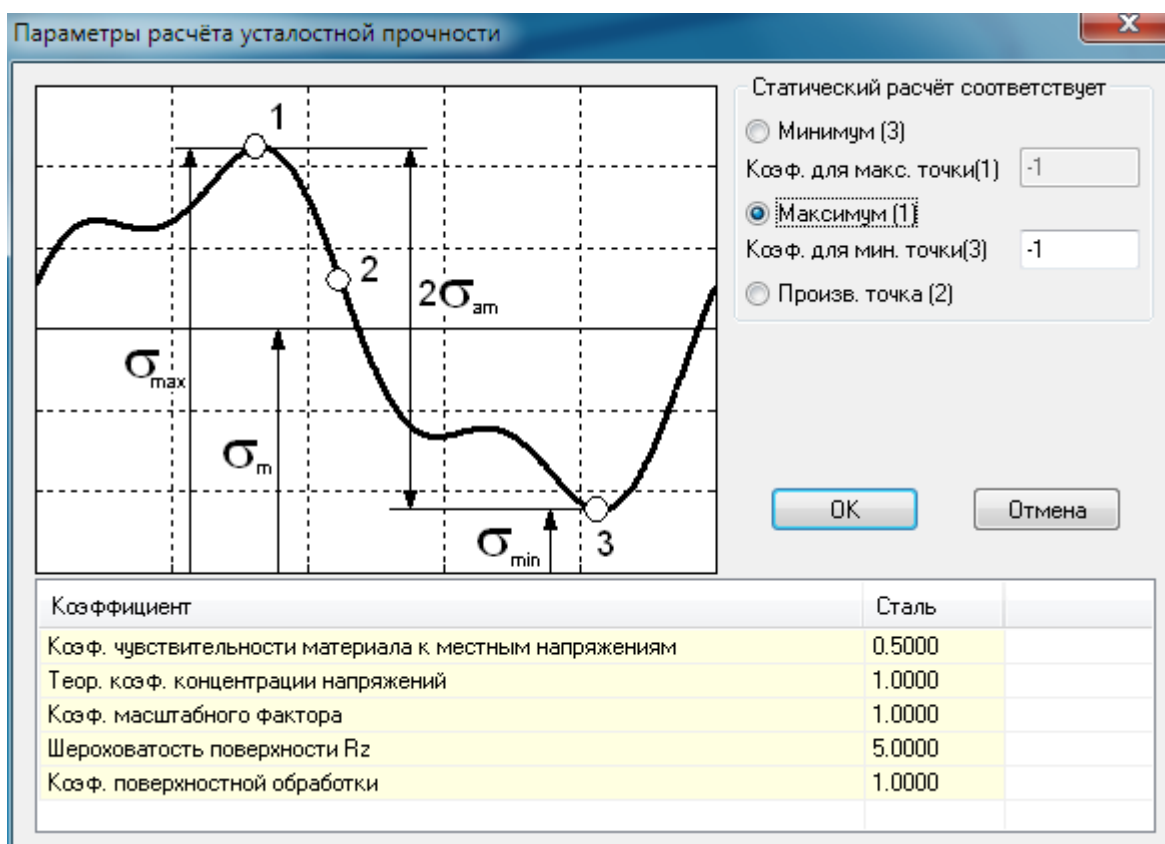 Параметры расчёта усталостной прочности
x
1
2
2σam
σmax
σm
σmin
3
Статический расчёт соответствует
Минимум (3)
Коэф. для макс. точки(1) -1
Максимум (1)
Коэф. для мин. точки(3) -1
Произв. точка (2)
OK Отмена
Коэффициент Сталь
Коэф. чувствительности материала к местным напряжениям 0.5000
Теор. коэф. концентрации напряжений 1.0000
Коэф. масштабного фактора 1.0000
Шероховатость поверхности Rz 5.0000
Коэф. поверхностной обработки 1.0000